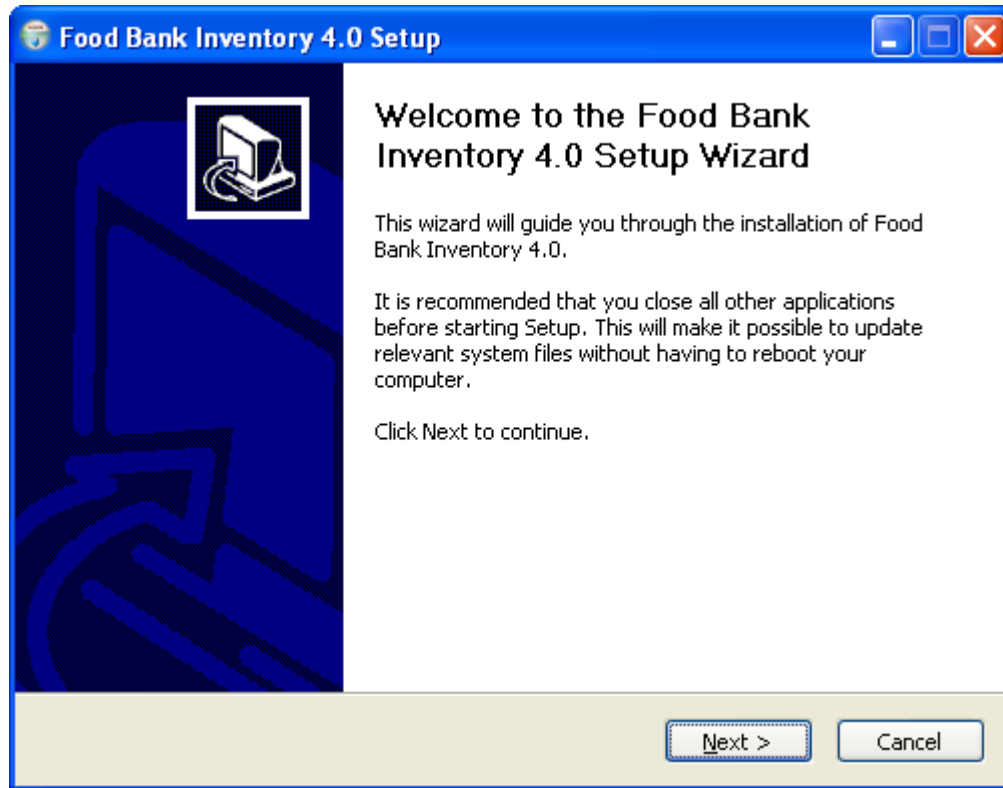 Food Bank Inventory 4.0 Setup
Welcome to the Food Bank
Inventory 4.0 Setup Wizard
This wizard will guide you through the installation of Food
Bank Inventory 4.0.
It is recommended that you close all other applications
before starting Setup. This will make it possible to update
relevant system files without having to reboot your
computer.
Click Next to continue.
Next >
Cancel